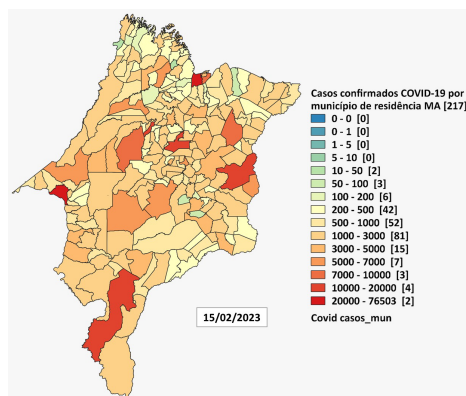 Casos confirmados COVID-19 por
município de residência MA [217]
0 - 0 [0]
0 - 1 [0]
1 - 5 [0]
5 - 10 [0]
10 - 50 [2]
50 - 100 [3]
100 - 200 [6]
200 - 500 [42]
500 - 1000 [52]
1000 - 3000 [81]
3000 - 5000 [15]
5000 - 7000 [7]
7000 - 10000 [3]
10000 - 20000 [4]
20000 - 76503 [2]
Covid casos_mun
15/02/2023